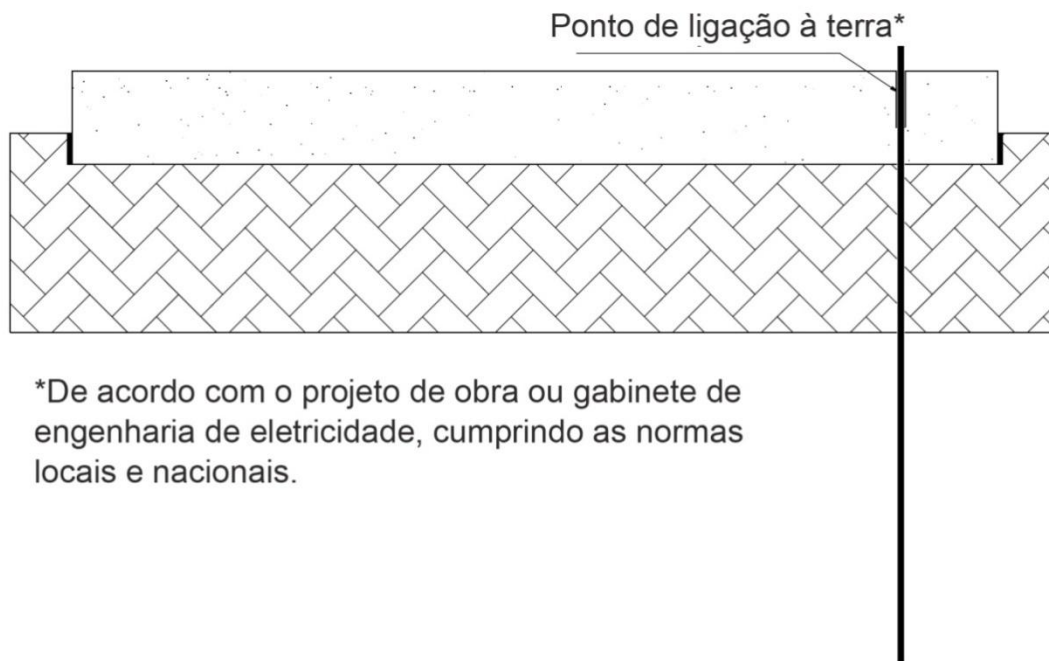 Ponto de ligação à terra*
*De acordo com o projeto de obra ou gabinete de
engenharia de eletricidade, cumprindo as normas
locais e nacionais.